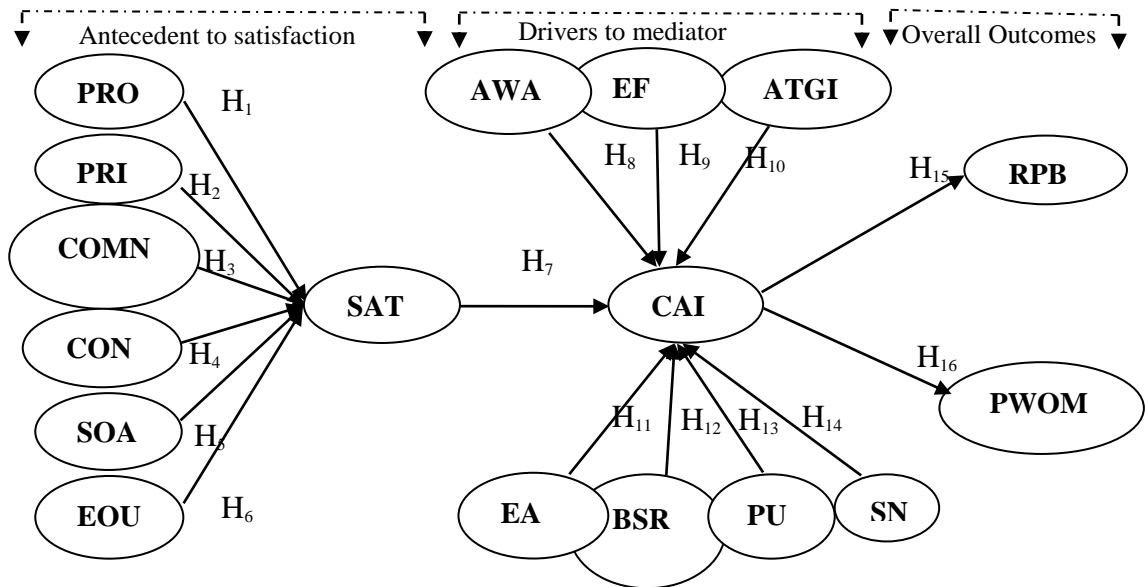 Antecedent to satisfaction
Drivers to mediator
Overall Outcomes
PRO
H1
AWA
EF
ATGI
PRI
H2
H8
H9
H10
H15
RPB
COMN
H3
H7
SAT
CAI
CON
H4
H16
PWOM
SOA
H5
H11
H12
H13
H14
EOU
H6
EA
BSR
PU
SN